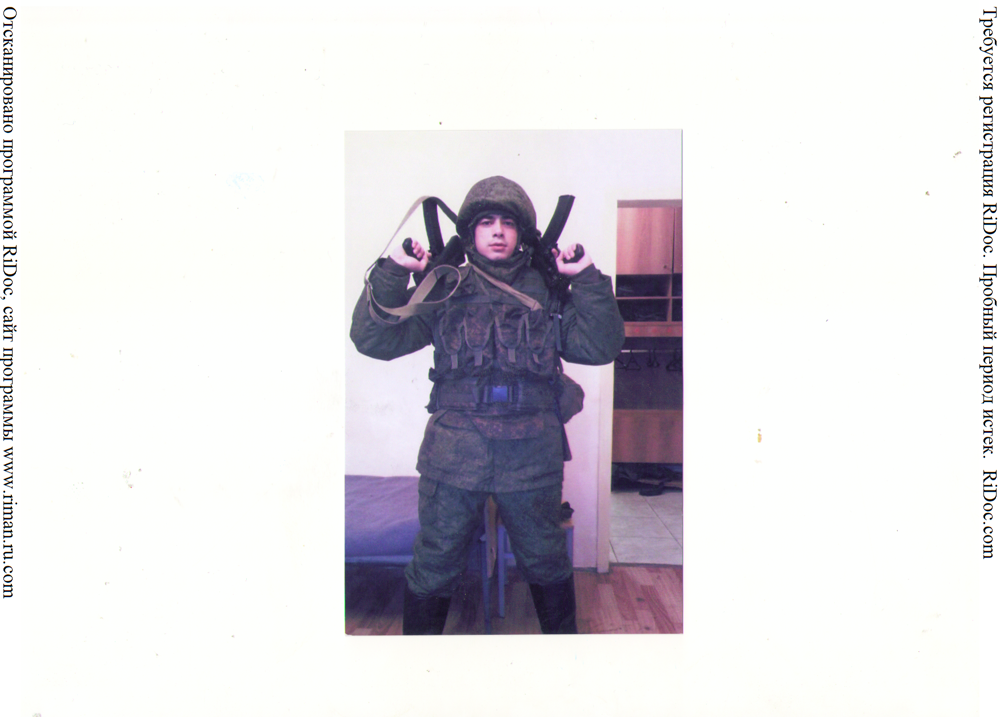 Отсканировано программой RiDoc, сайт программы www.riman.ru.com
Требуется регистрация RiDoc. Пробный период истек. RiDoc.com